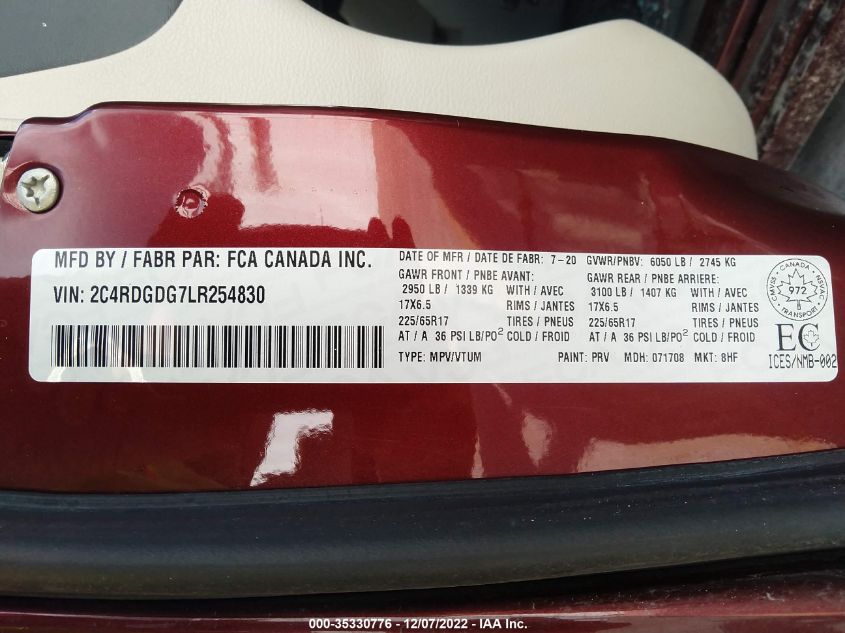 MFD BY / FABR PAR: FCA CANADA INC.
VIN: 2C4RDGDG7LR254830
DATE OF MFR / DATE DE FABR: 7-20 GVWR/PNBV: 6050 LB / 2745 KG
GAWR FRONT / PNBE AVANT: GAWR REAR / PNBE ARRIERE:
2950 LB / 1339 KG WITH / AVEC 3100 LB / 1407 KG WITH / AVEC
17X6.5 RIMS / JANTES 17X6.5 RIMS / JANTES
225/65R17 TIRES / PNEUS 225/65R17 TIRES / PNEUS
AT / A 36 PSI LB/PO² COLD / FROID AT / A 36 PSI LB/PO² COLD / FROID
TYPE: MPV/VTUM PAINT: PRV MDH: 071708 MKT: 8HF
CMVSS · CANADA · NSVAC
972
TRANSPORT
EC
ICES/NMB-002
000-35330776 - 12/07/2022 - IAA Inc.